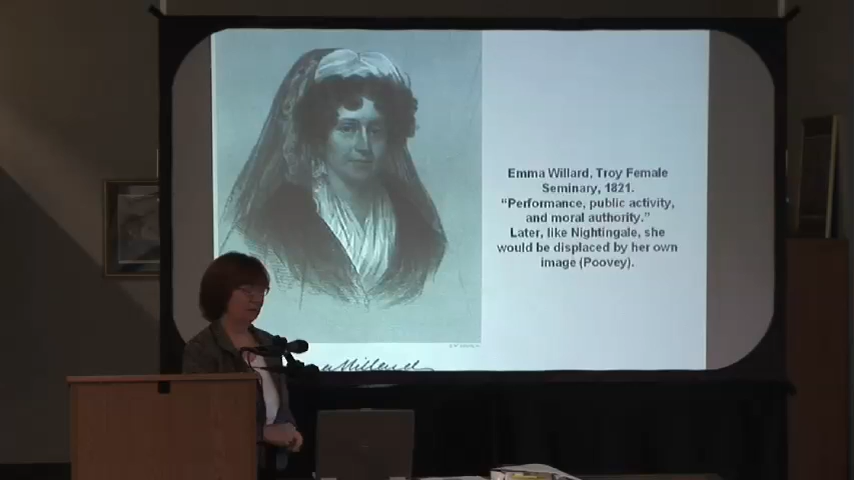 Emma Willard, Troy Female
Seminary, 1821.
"Performance, public activity,
and moral authority."
Later, like Nightingale, she
would be displaced by her own
image (Poovey).
Willard